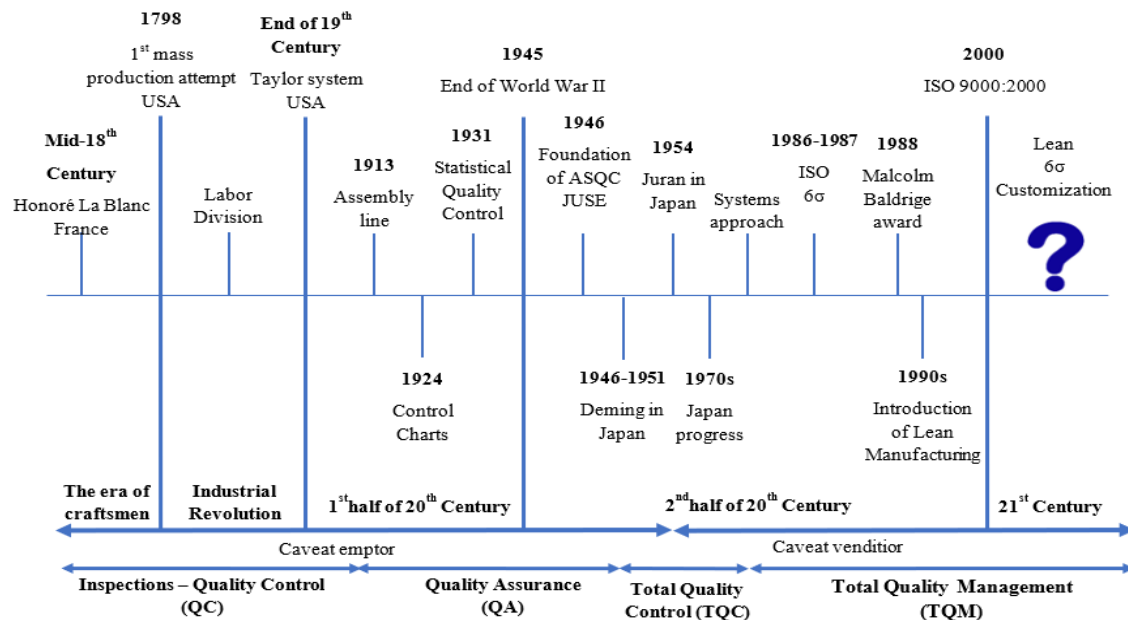 1798
1st mass
production attempt
USA
End of 19th
Century
Taylor system
USA
1945
End of World War II
2000
ISO 9000:2000
Mid-18th
Century
Honoré La Blanc
France
Labor
Division
1913
Assembly
line
1931
Statistical
Quality
Control
1946
Foundation
of ASQC
JUSE
1954
Juran in
Japan
Systems
approach
1986-1987
ISO
6σ
1988
Malcolm
Baldrige
award
Lean
6σ
Customization
?
1924
Control
Charts
1946-1951
Deming in
Japan
1970s
Japan
progress
1990s
Introduction
of Lean
Manufacturing
The era of
craftsmen
Industrial
Revolution
1st half of 20th Century
2nd half of 20th Century
21st Century
Caveat emptor
Caveat venditior
Inspections – Quality Control
(QC)
Quality Assurance
(QA)
Total Quality
Control (TQC)
Total Quality Management
(TQM)